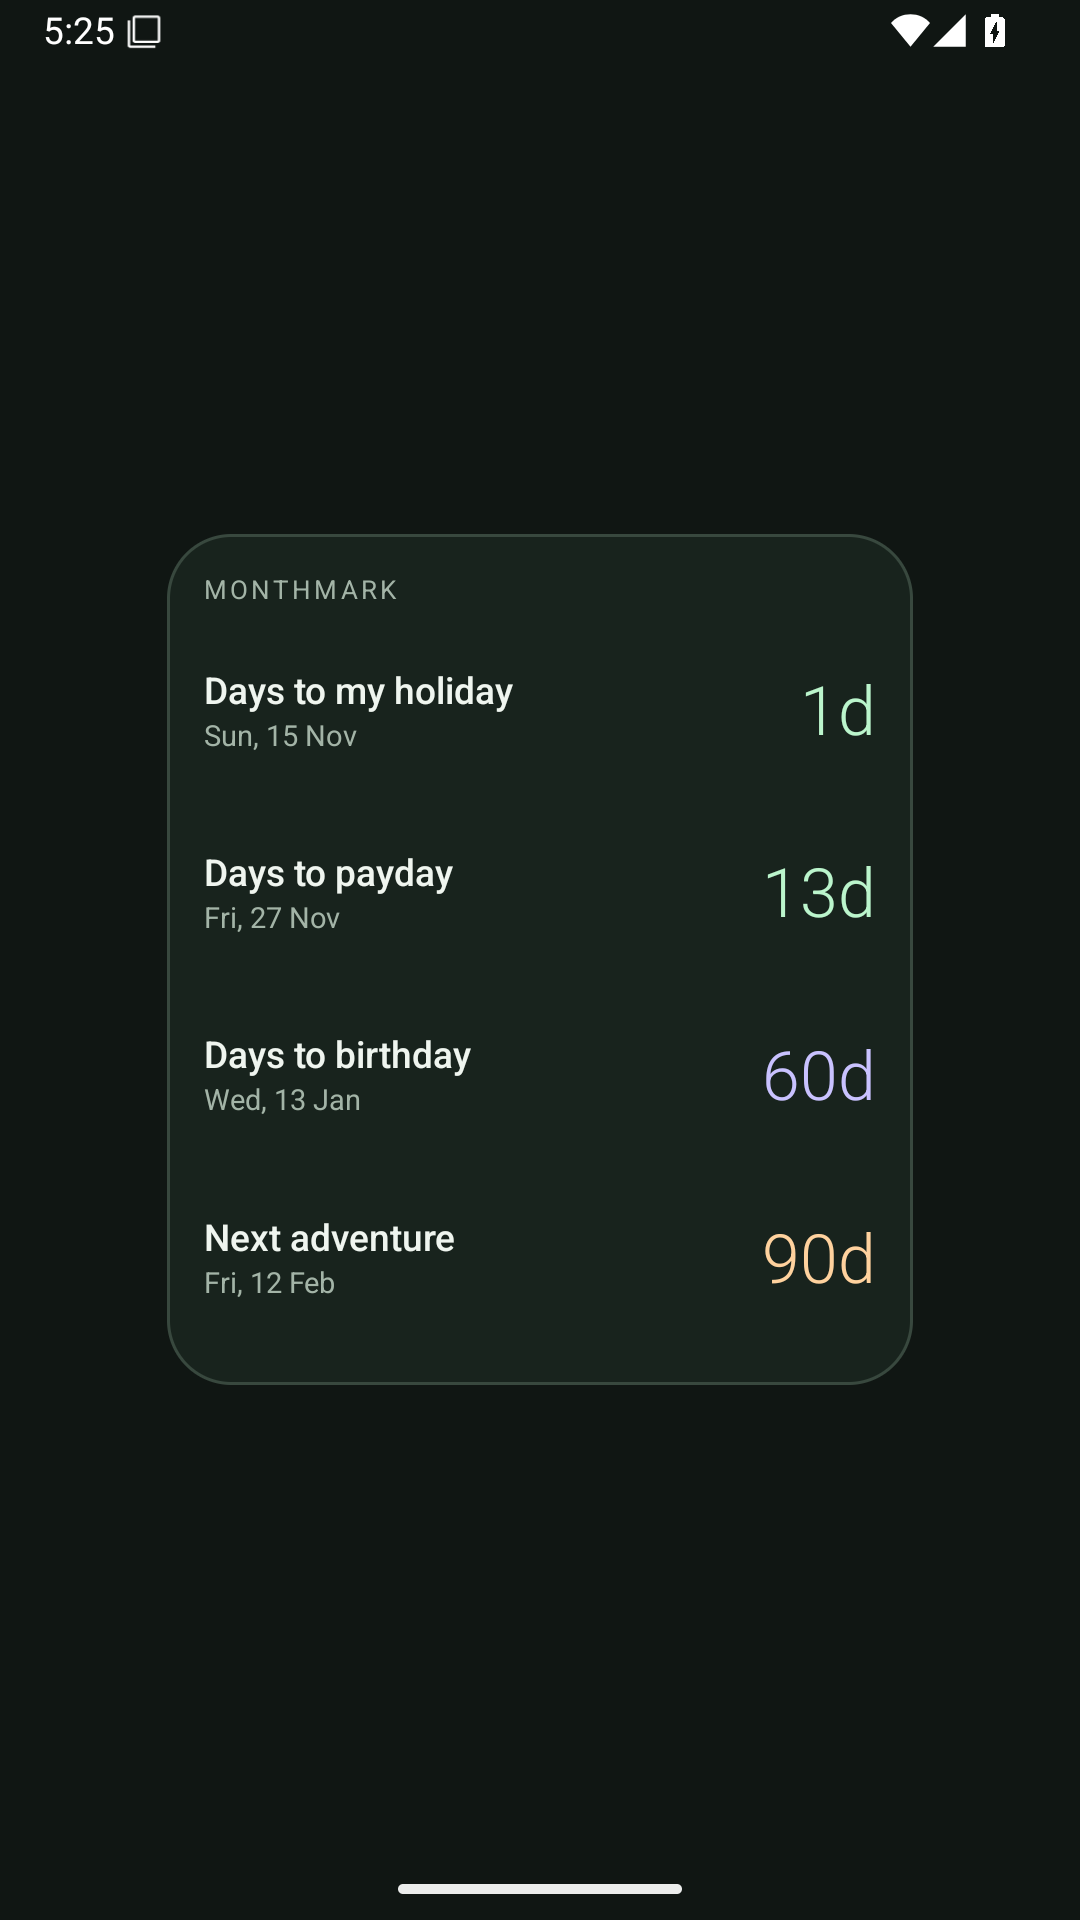 5:25
MONTHMARK
Days to my holiday
1d
Sun, 15 Nov
Days to payday
13d
Fri, 27 Nov
Days to birthday
60d
Wed, 13 Jan
Next adventure
90d
Fri, 12 Feb